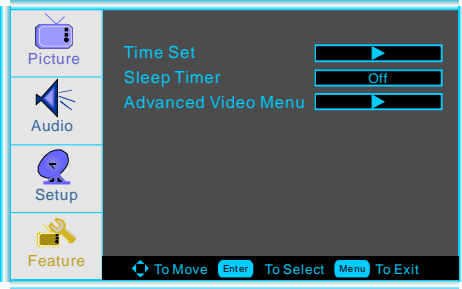 Picture
Audio
Setup
Feature
Time Set
Sleep Timer Off
Advanced Video Menu
To Move Enter To Select Menu To Exit